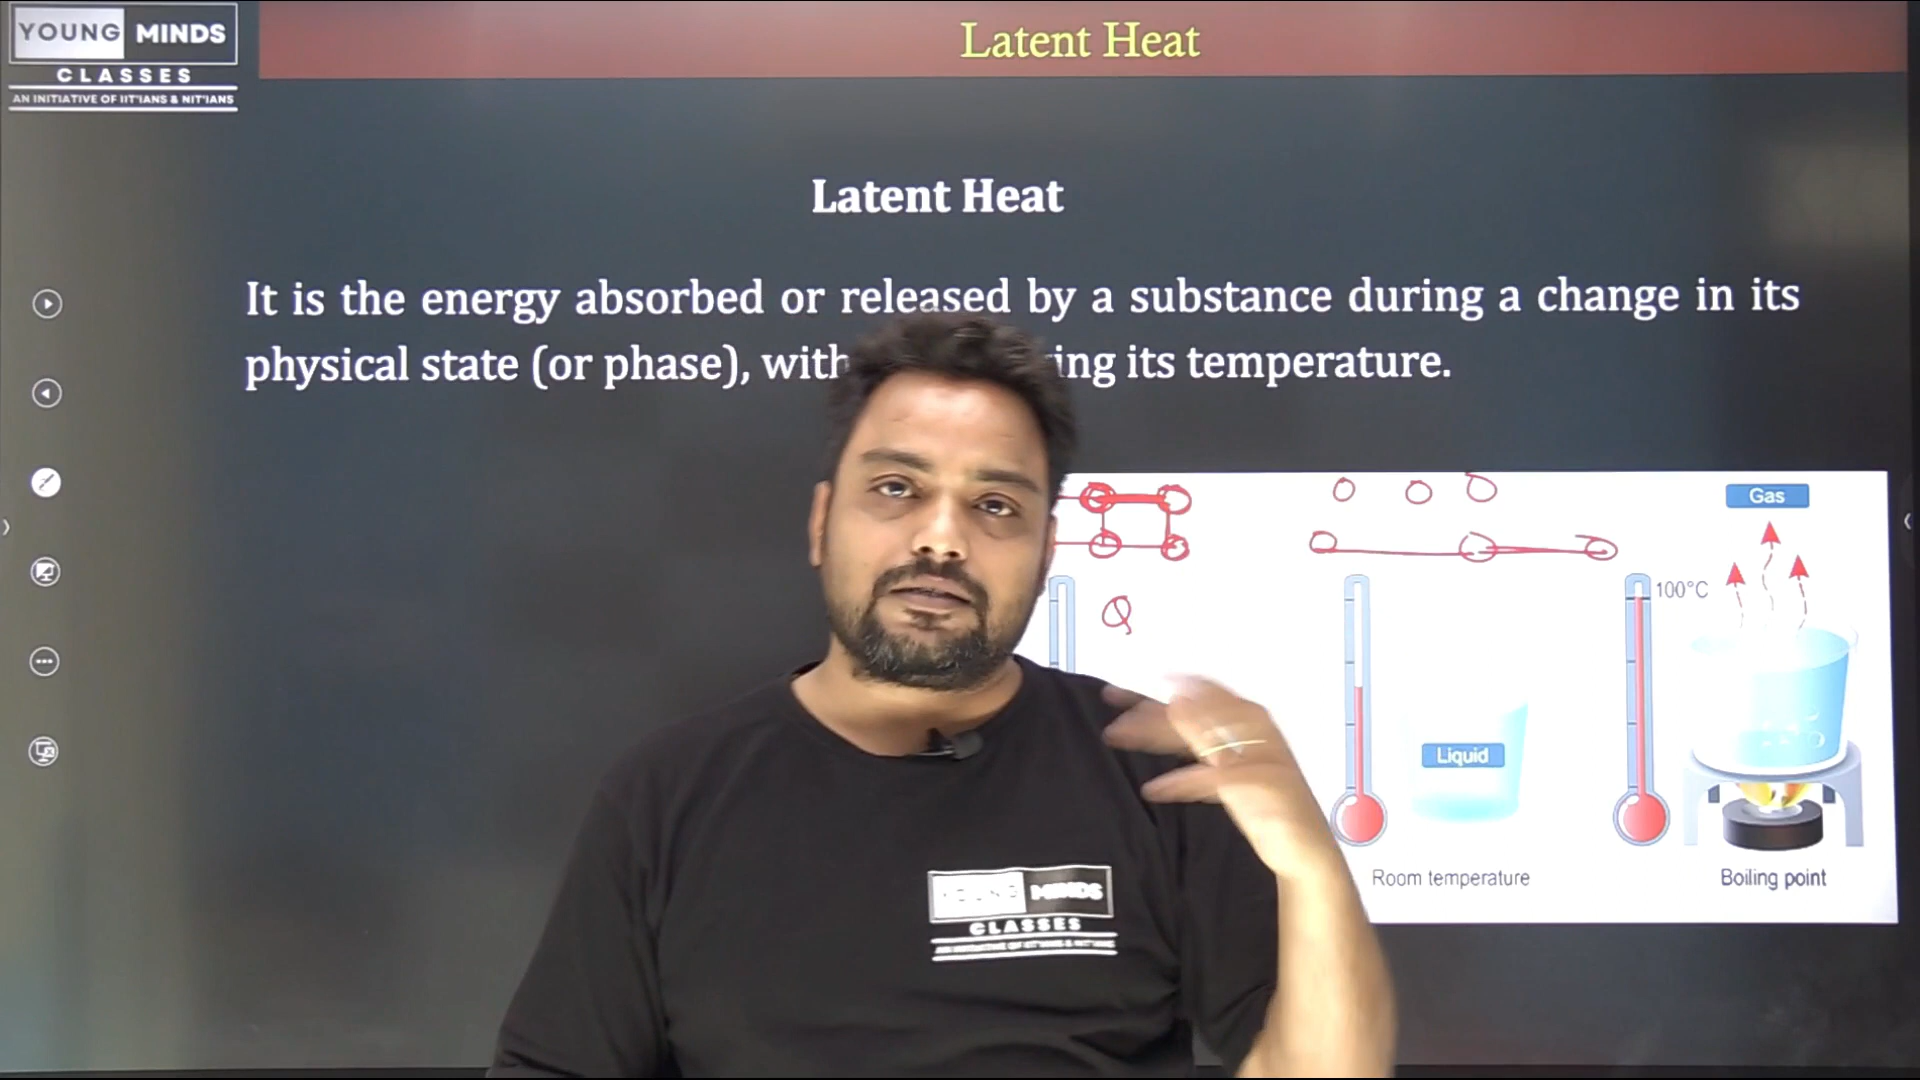 YOUNG MINDS
CLASSES
AN INITIATIVE OF IIT'IANS & NIT'IANS
Latent Heat
Latent Heat
It is the energy absorbed or released by a substance during a change in its
physical state (or phase), with ing its temperature.
Gas
100°C
Q
Liquid
Room temperature
Boiling point
YOUNG MINDS
CLASSES